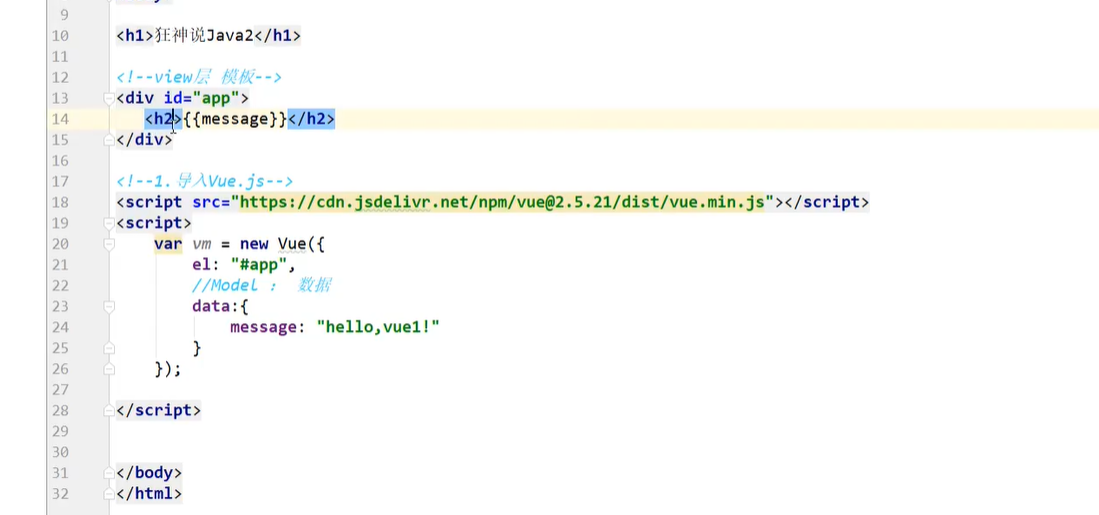 9
10 <h1>狂神说Java2</h1>
11
12 <!--view层 模板-->
13 <div id="app">
14 <h2>{{message}}</h2>
15 </div>
16
17 <!--1.导入Vue.js-->
18 <script src="https://cdn.jsdelivr.net/npm/vue@2.5.21/dist/vue.min.js"></script>
19 <script>
20 var vm = new Vue({
21 el: "#app",
22 //Model : 数据
23 data:{
24 message: "hello,vue1!"
25 }
26 });
27
28 </script>
29
30
31 </body>
32 </html>